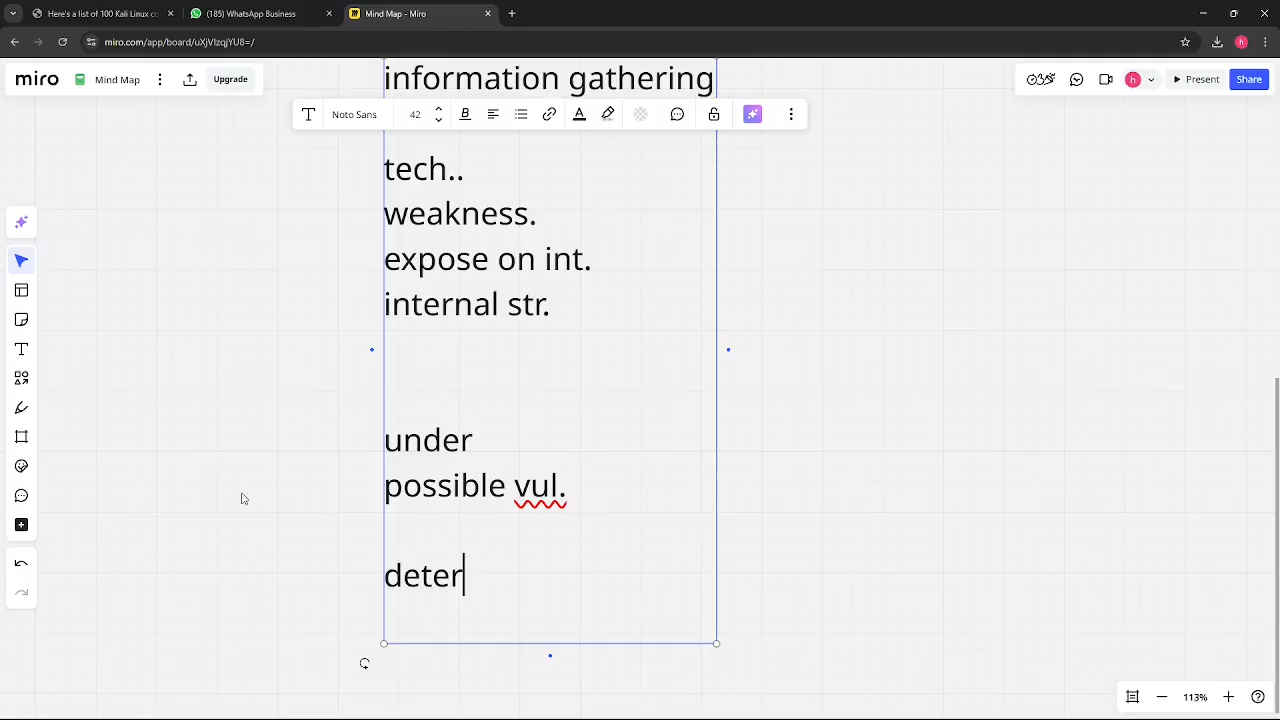 Here's a list of 100 Kali Linux co
(185) WhatsApp Business
Mind Map - Miro
miro.com/app/board/uXjVIzqjYU8=/
miro
Mind Map
Upgrade
h
Present
Share
information gathering
Noto Sans
42
B
A
tech..
weakness.
expose on int.
internal str.
under
possible vul.
deter
113%